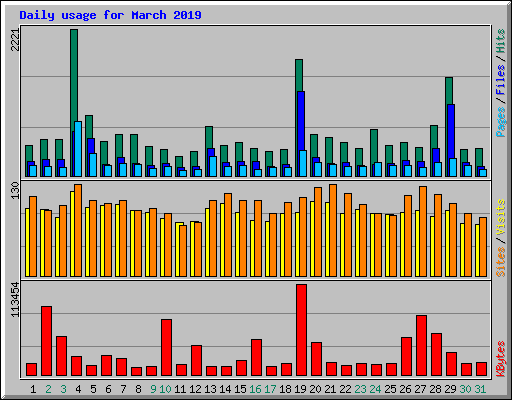 Daily usage for March 2019
2221
Pages / Files / Hits
130
Sites / Visits
113454
KBytes
1 2 3 4 5 6 7 8 9 10 11 12 13 14 15 16 17 18 19 20 21 22 23 24 25 26 27 28 29 30 31